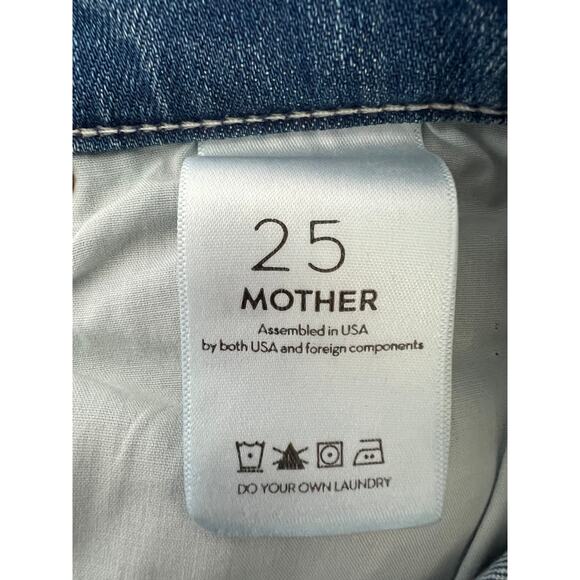 25
MOTHER
Assembled in USA
by both USA and foreign components
DO YOUR OWN LAUNDRY